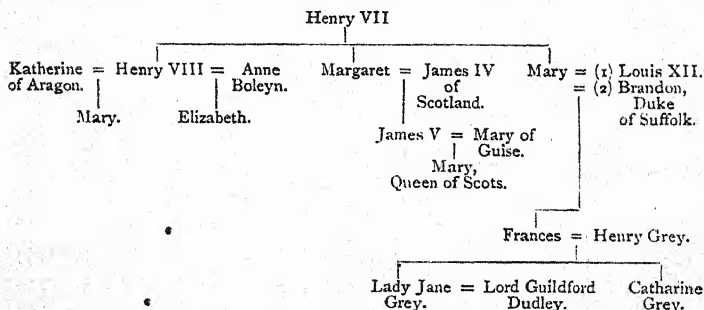 Henry VII
Katherine = Henry VIII = Anne Margaret = James IV Mary = (1) Louis XII.
of Aragon. Boleyn. of = (2) Brandon,
Mary. Elizabeth. Scotland. Duke
of Suffolk.
James V = Mary of
Guise.
Mary,
Queen of Scots.
Frances = Henry Grey.
Lady Jane = Lord Guildford Catharine
Grey. Dudley. Grey.